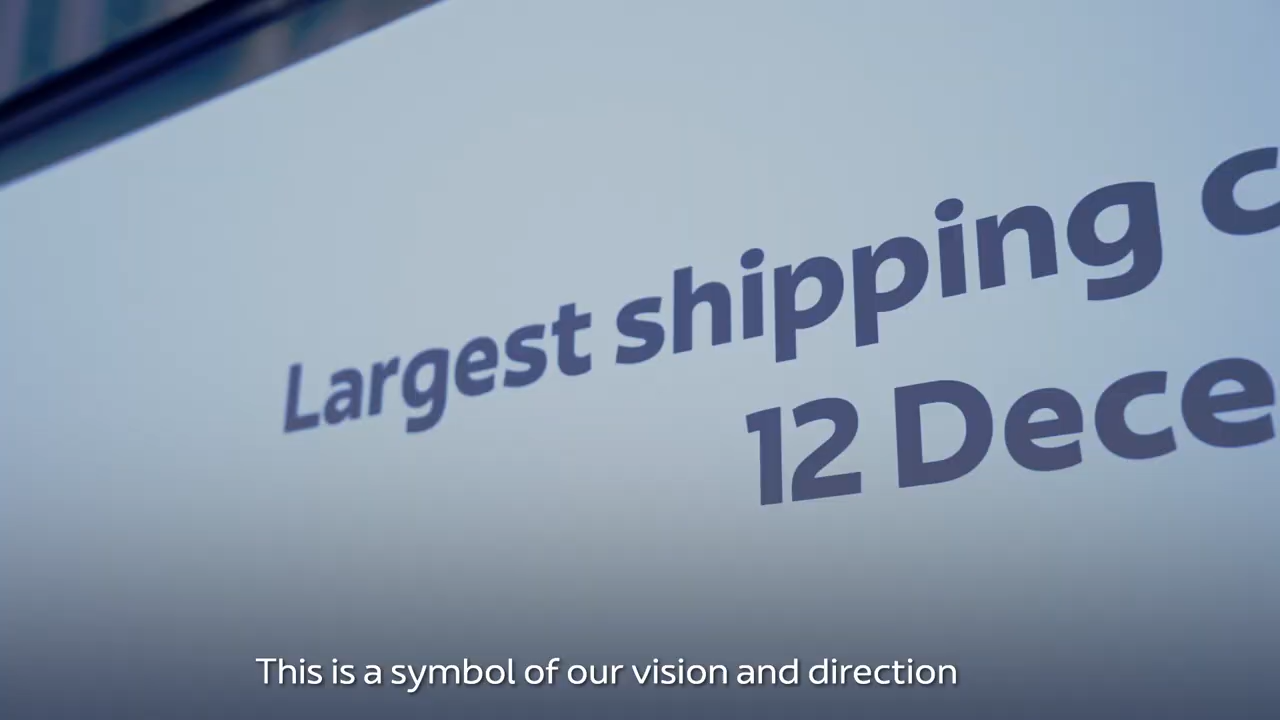 Largest shipping
12
This is a symbol of our vision and direction